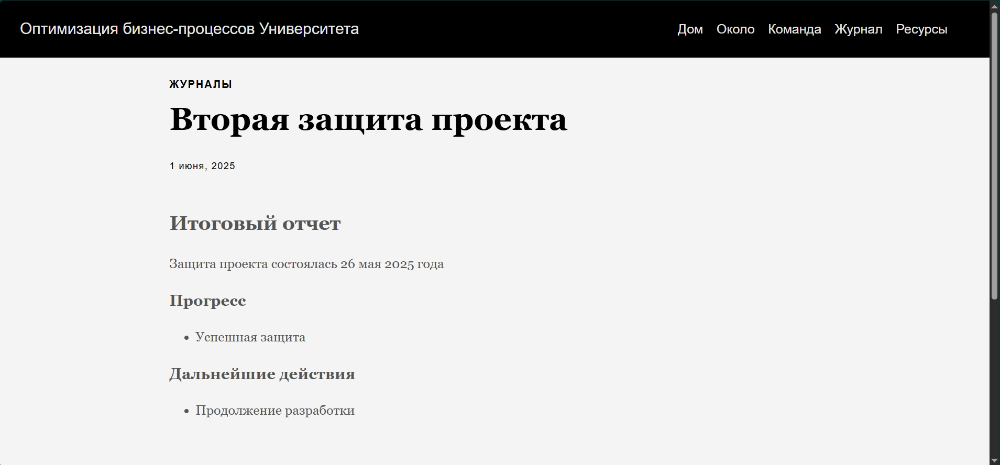 Оптимизация бизнес-процессов Университета
Дом Около Команда Журнал Ресурсы
ЖУРНАЛЫ
Вторая защита проекта
1 июня, 2025
Итоговый отчет
Защита проекта состоялась 26 мая 2025 года
Прогресс
• Успешная защита
Дальнейшие действия
• Продолжение разработки